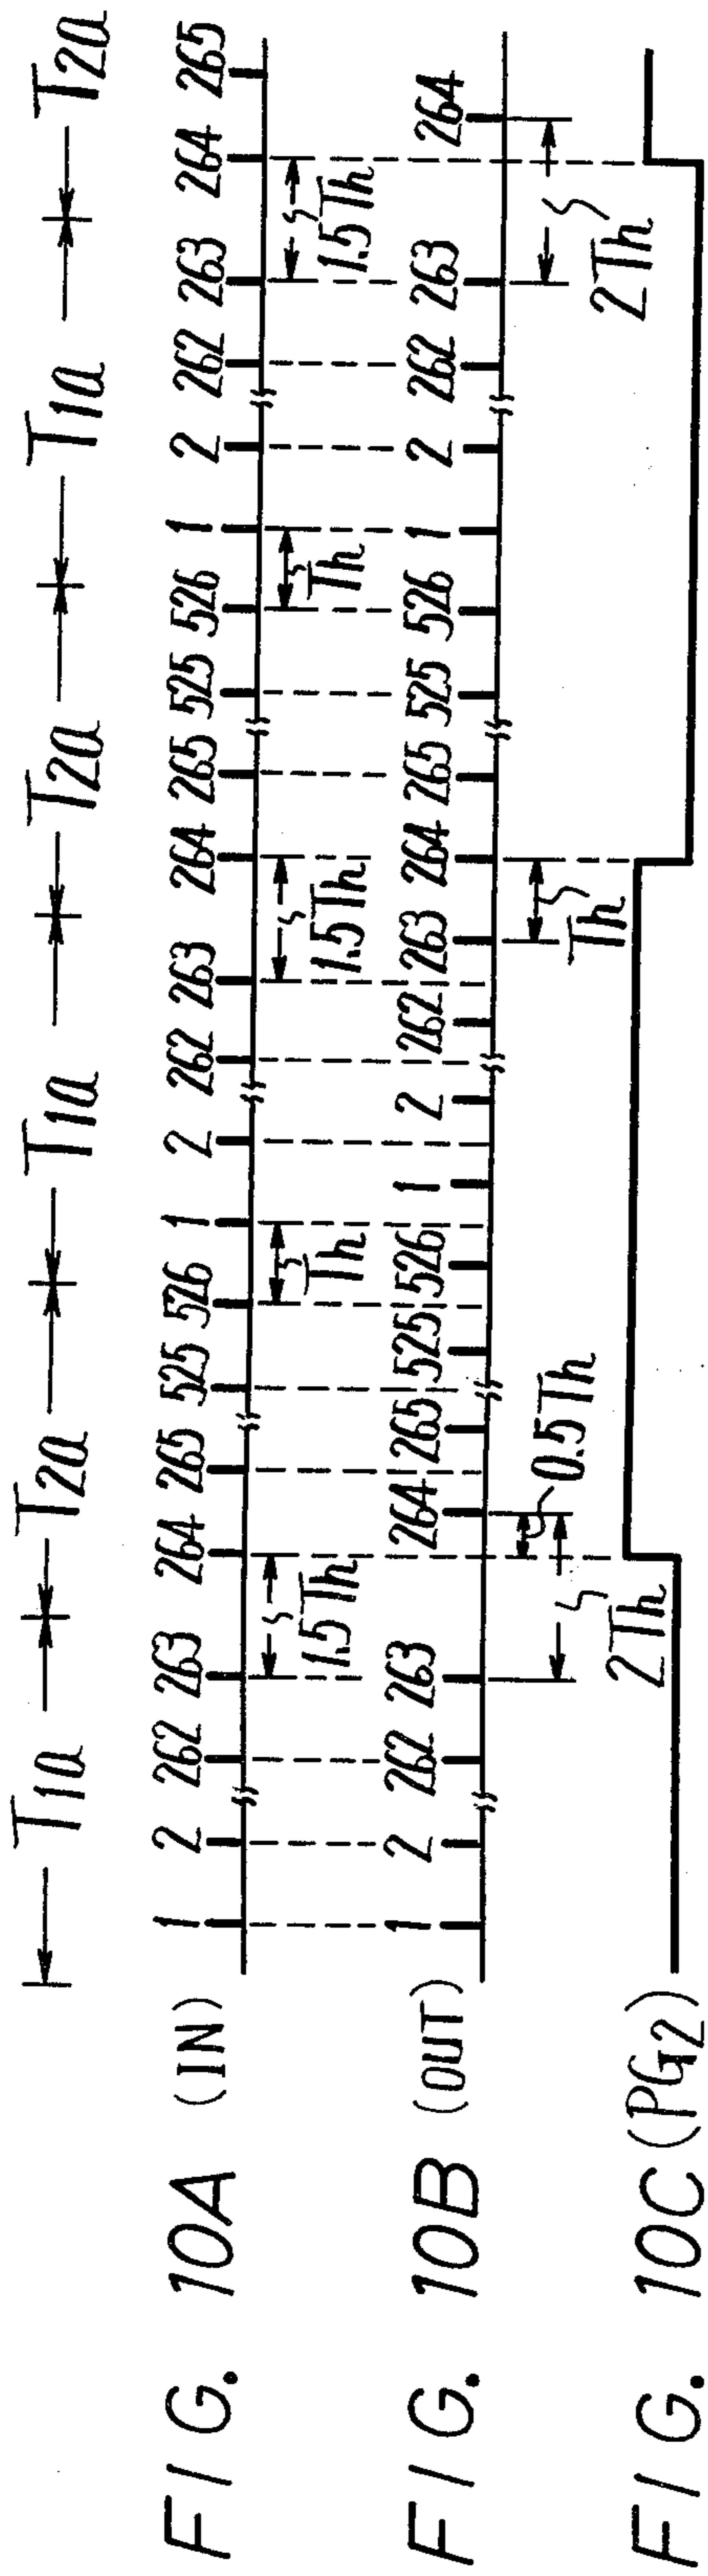 T1a T2a T1a T2a T1a T2a
FIG. 10A (IN) 1 2 262 263 264 265 525 526 1 2 262 263 264 265 525 526 1 2 262 263 264 265
1.5Th Th 1.5Th Th 1.5Th
FIG. 10B (OUT) 1 2 262 263 264 265 525 526 1 2 262 263 264 265 525 526 1 2 262 263 264
2Th 0.5Th Th 2Th
FIG. 10C (PG2)